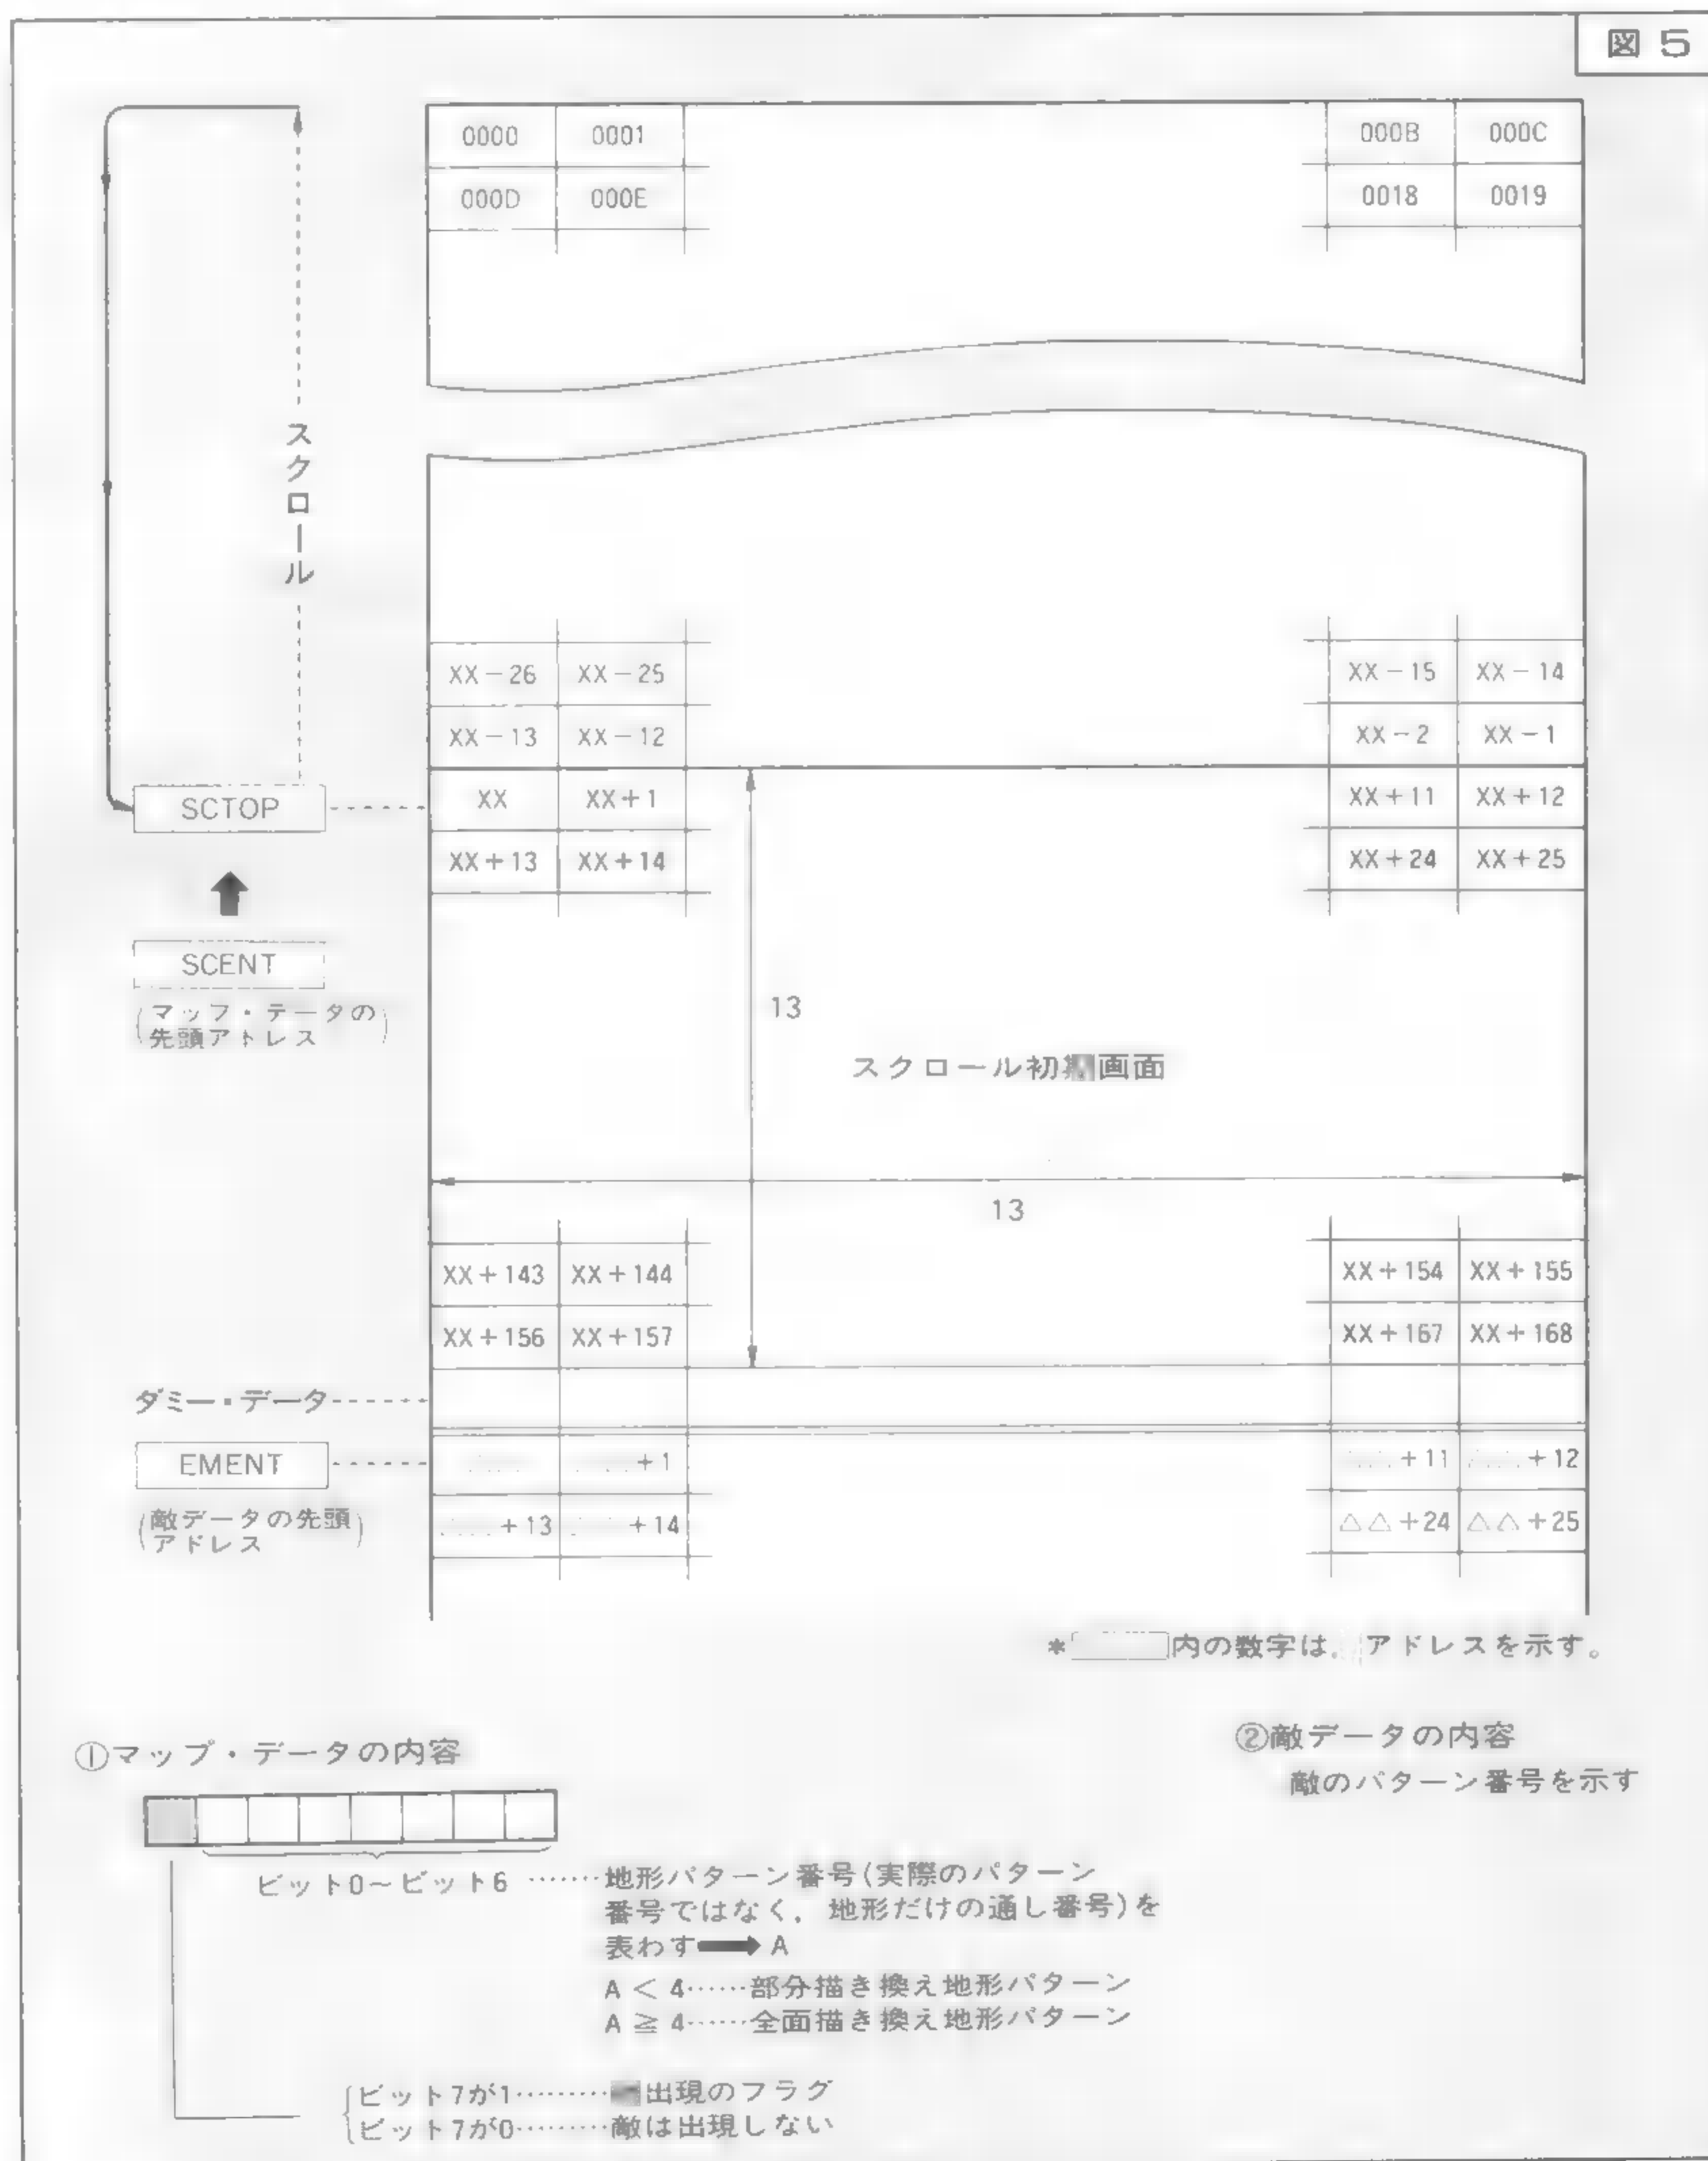 図 5
0000 0001 000B 000C
000D 000E 0018 0019
スクロール
XX-26 XX-25 XX-15 XX-14
XX-13 XX-12 XX-2 XX-1
SCTOP XX XX+1 XX+11 XX+12
XX+13 XX+14 XX+24 XX+25
SCENT
(マップ・データの
先頭アドレス)
13
スクロール初期画面
13
XX+143 XX+144 XX+154 XX+155
XX+156 XX+157 XX+167 XX+168
ダミー・データ
EMENT +1 +11 +12
(敵データの先頭
アドレス)
+13 +14 △△+24 △△+25
* 内の数字は、アドレスを示す。
①マップ・データの内容
②敵データの内容
敵のパターン番号を示す
ビット0~ビット6 ……地形パターン番号(実際のパターン
番号ではなく, 地形だけの通し番号)を
表わす➡A
A < 4……部分描き換え地形パターン
A ≧ 4……全面描き換え地形パターン
ビット7が1………出現のフラグ
ビット7が0………敵は出現しない